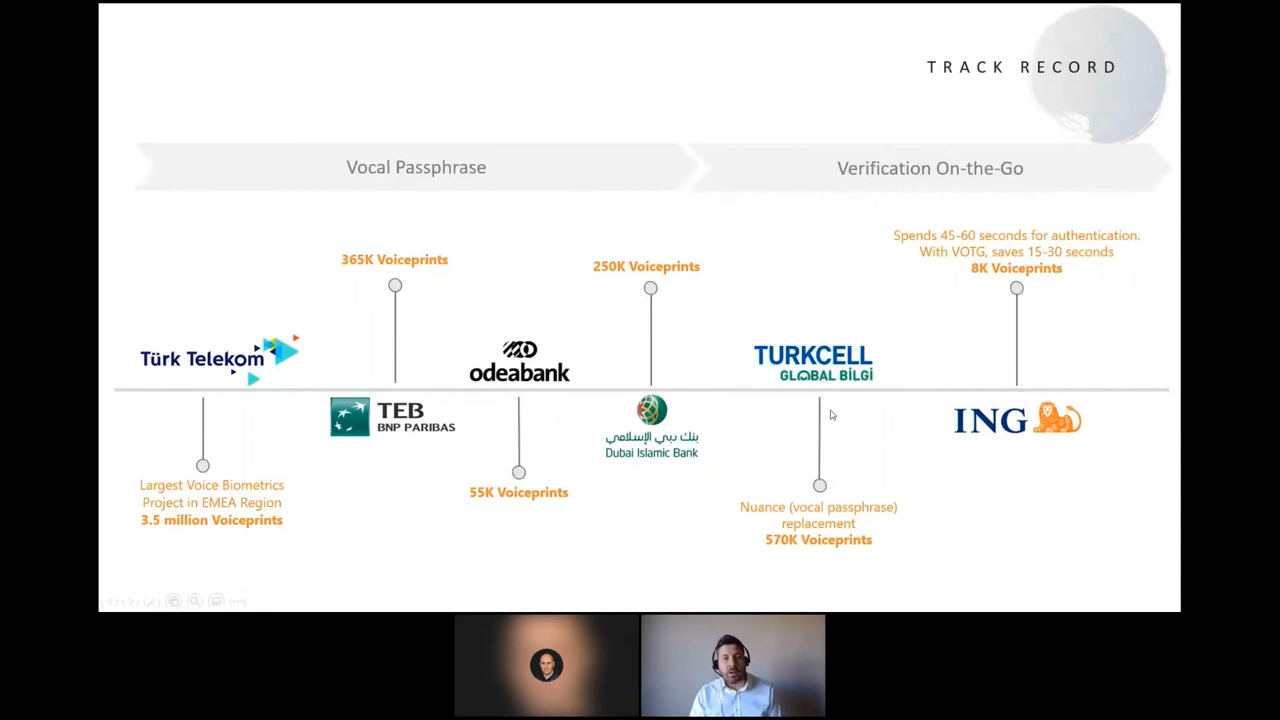 TRACK RECORD
Vocal Passphrase
Verification On-the-Go
Spends 45-60 seconds for authentication.
With VOTG, saves 15-30 seconds
8K Voiceprints
365K Voiceprints
250K Voiceprints
Türk Telekom
odeabank
TURKCELL
GLOBAL BİLGİ
TEB
BNP PARIBAS
بنك دبي الإسلامي
Dubai Islamic Bank
ING
Largest Voice Biometrics
Project in EMEA Region
3.5 million Voiceprints
55K Voiceprints
Nuance (vocal passphrase)
replacement
570K Voiceprints